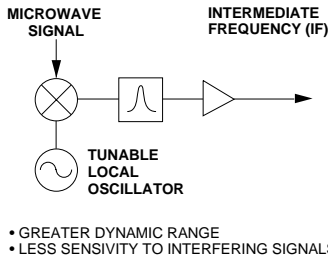 MICROWAVE
SIGNAL
INTERMEDIATE
FREQUENCY (IF)
TUNABLE
LOCAL
OSCILLATOR
• GREATER DYNAMIC RANGE
• LESS SENSIVITY TO INTERFERING SIGNALS